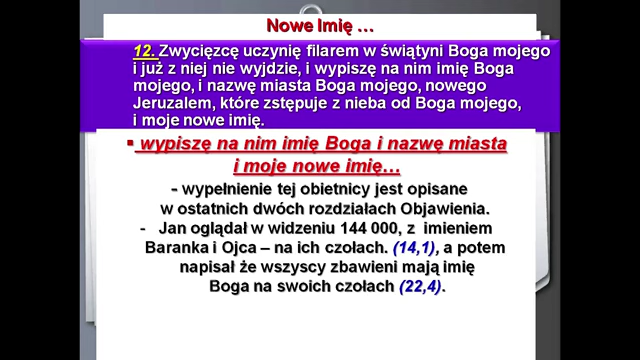 Nowe Imię ...
12. Zwycięzcę uczynię filarem w świątyni Boga mojego
i już z niej nie wyjdzie, i wypiszę na nim imię Boga
mojego, i nazwę miasta Boga mojego, nowego
Jeruzalem, które zstępuje z nieba od Boga mojego,
i moje nowe imię.
▪ wypiszę na nim imię Boga i nazwę miasta
i moje nowe imię...
- wypełnienie tej obietnicy jest opisane
w ostatnich dwóch rozdziałach Objawienia.
- Jan oglądał w widzeniu 144 000, z imieniem
Baranka i Ojca – na ich czołach. (14,1), a potem
napisał że wszyscy zbawieni mają imię
Boga na swoich czołach (22,4).